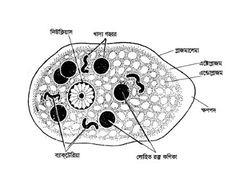 নিউক্লিয়াস
খাদ্য গহ্বর
প্লাজমালেমা
এক্টোপ্লাজম
এন্ডোপ্লাজম
ক্ষণপদ
ব্যাকটেরিয়া
লোহিত রক্ত কণিকা